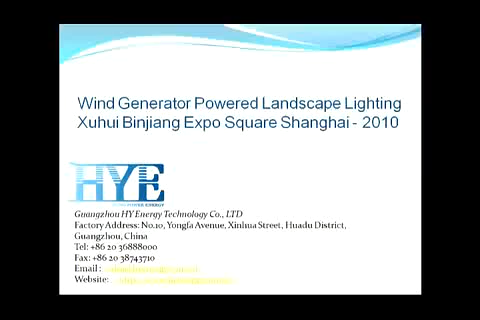 Wind Generator Powered Landscape Lighting
Xuhui Binjiang Expo Square Shanghai - 2010
HYE
Guangzhou HY Energy Technology Co., LTD
Factory Address: No.10, Yongfa Avenue, Xinhua Street, Huadu District,
Guangzhou, China
Tel: +86 20 36888000
Fax: +86 20 38743710
Email :
Website: